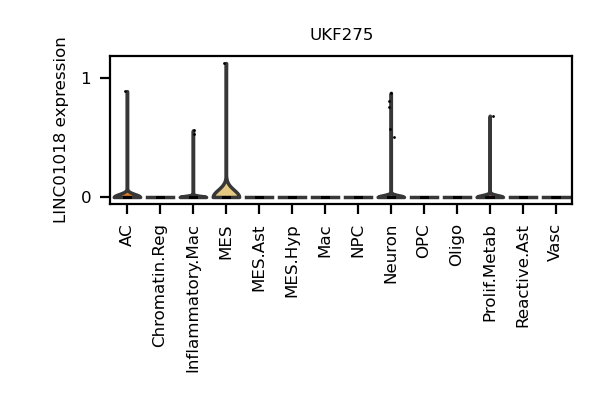 UKF275
LINC01018 expression
1
0
AC
Chromatin.Reg
Inflammatory.Mac
MES
MES.Ast
MES.Hyp
Mac
NPC
Neuron
OPC
Oligo
Prolif.Metab
Reactive.Ast
Vasc